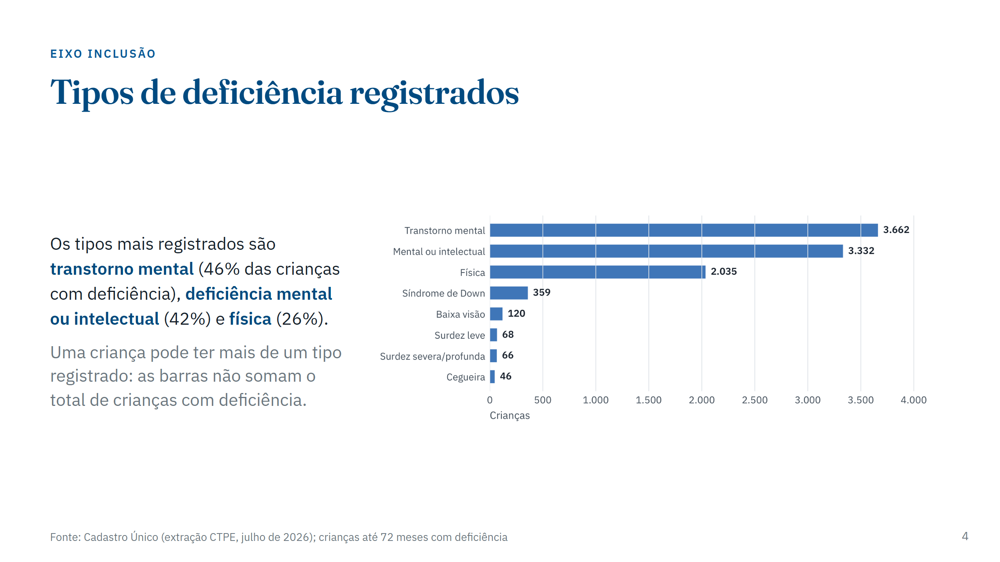 EIXO INCLUSÃO
Tipos de deficiência registrados
Os tipos mais registrados são
transtorno mental (46% das crianças
com deficiência), deficiência mental
ou intelectual (42%) e física (26%).
Uma criança pode ter mais de um tipo
registrado: as barras não somam o
total de crianças com deficiência.
Transtorno mental 3.662
Mental ou intelectual 3.332
Física 2.035
Síndrome de Down 359
Baixa visão 120
Surdez leve 68
Surdez severa/profunda 66
Cegueira 46
0 500 1.000 1.500 2.000 2.500 3.000 3.500 4.000
Crianças
Fonte: Cadastro Único (extração CTPE, julho de 2026); crianças até 72 meses com deficiência
4